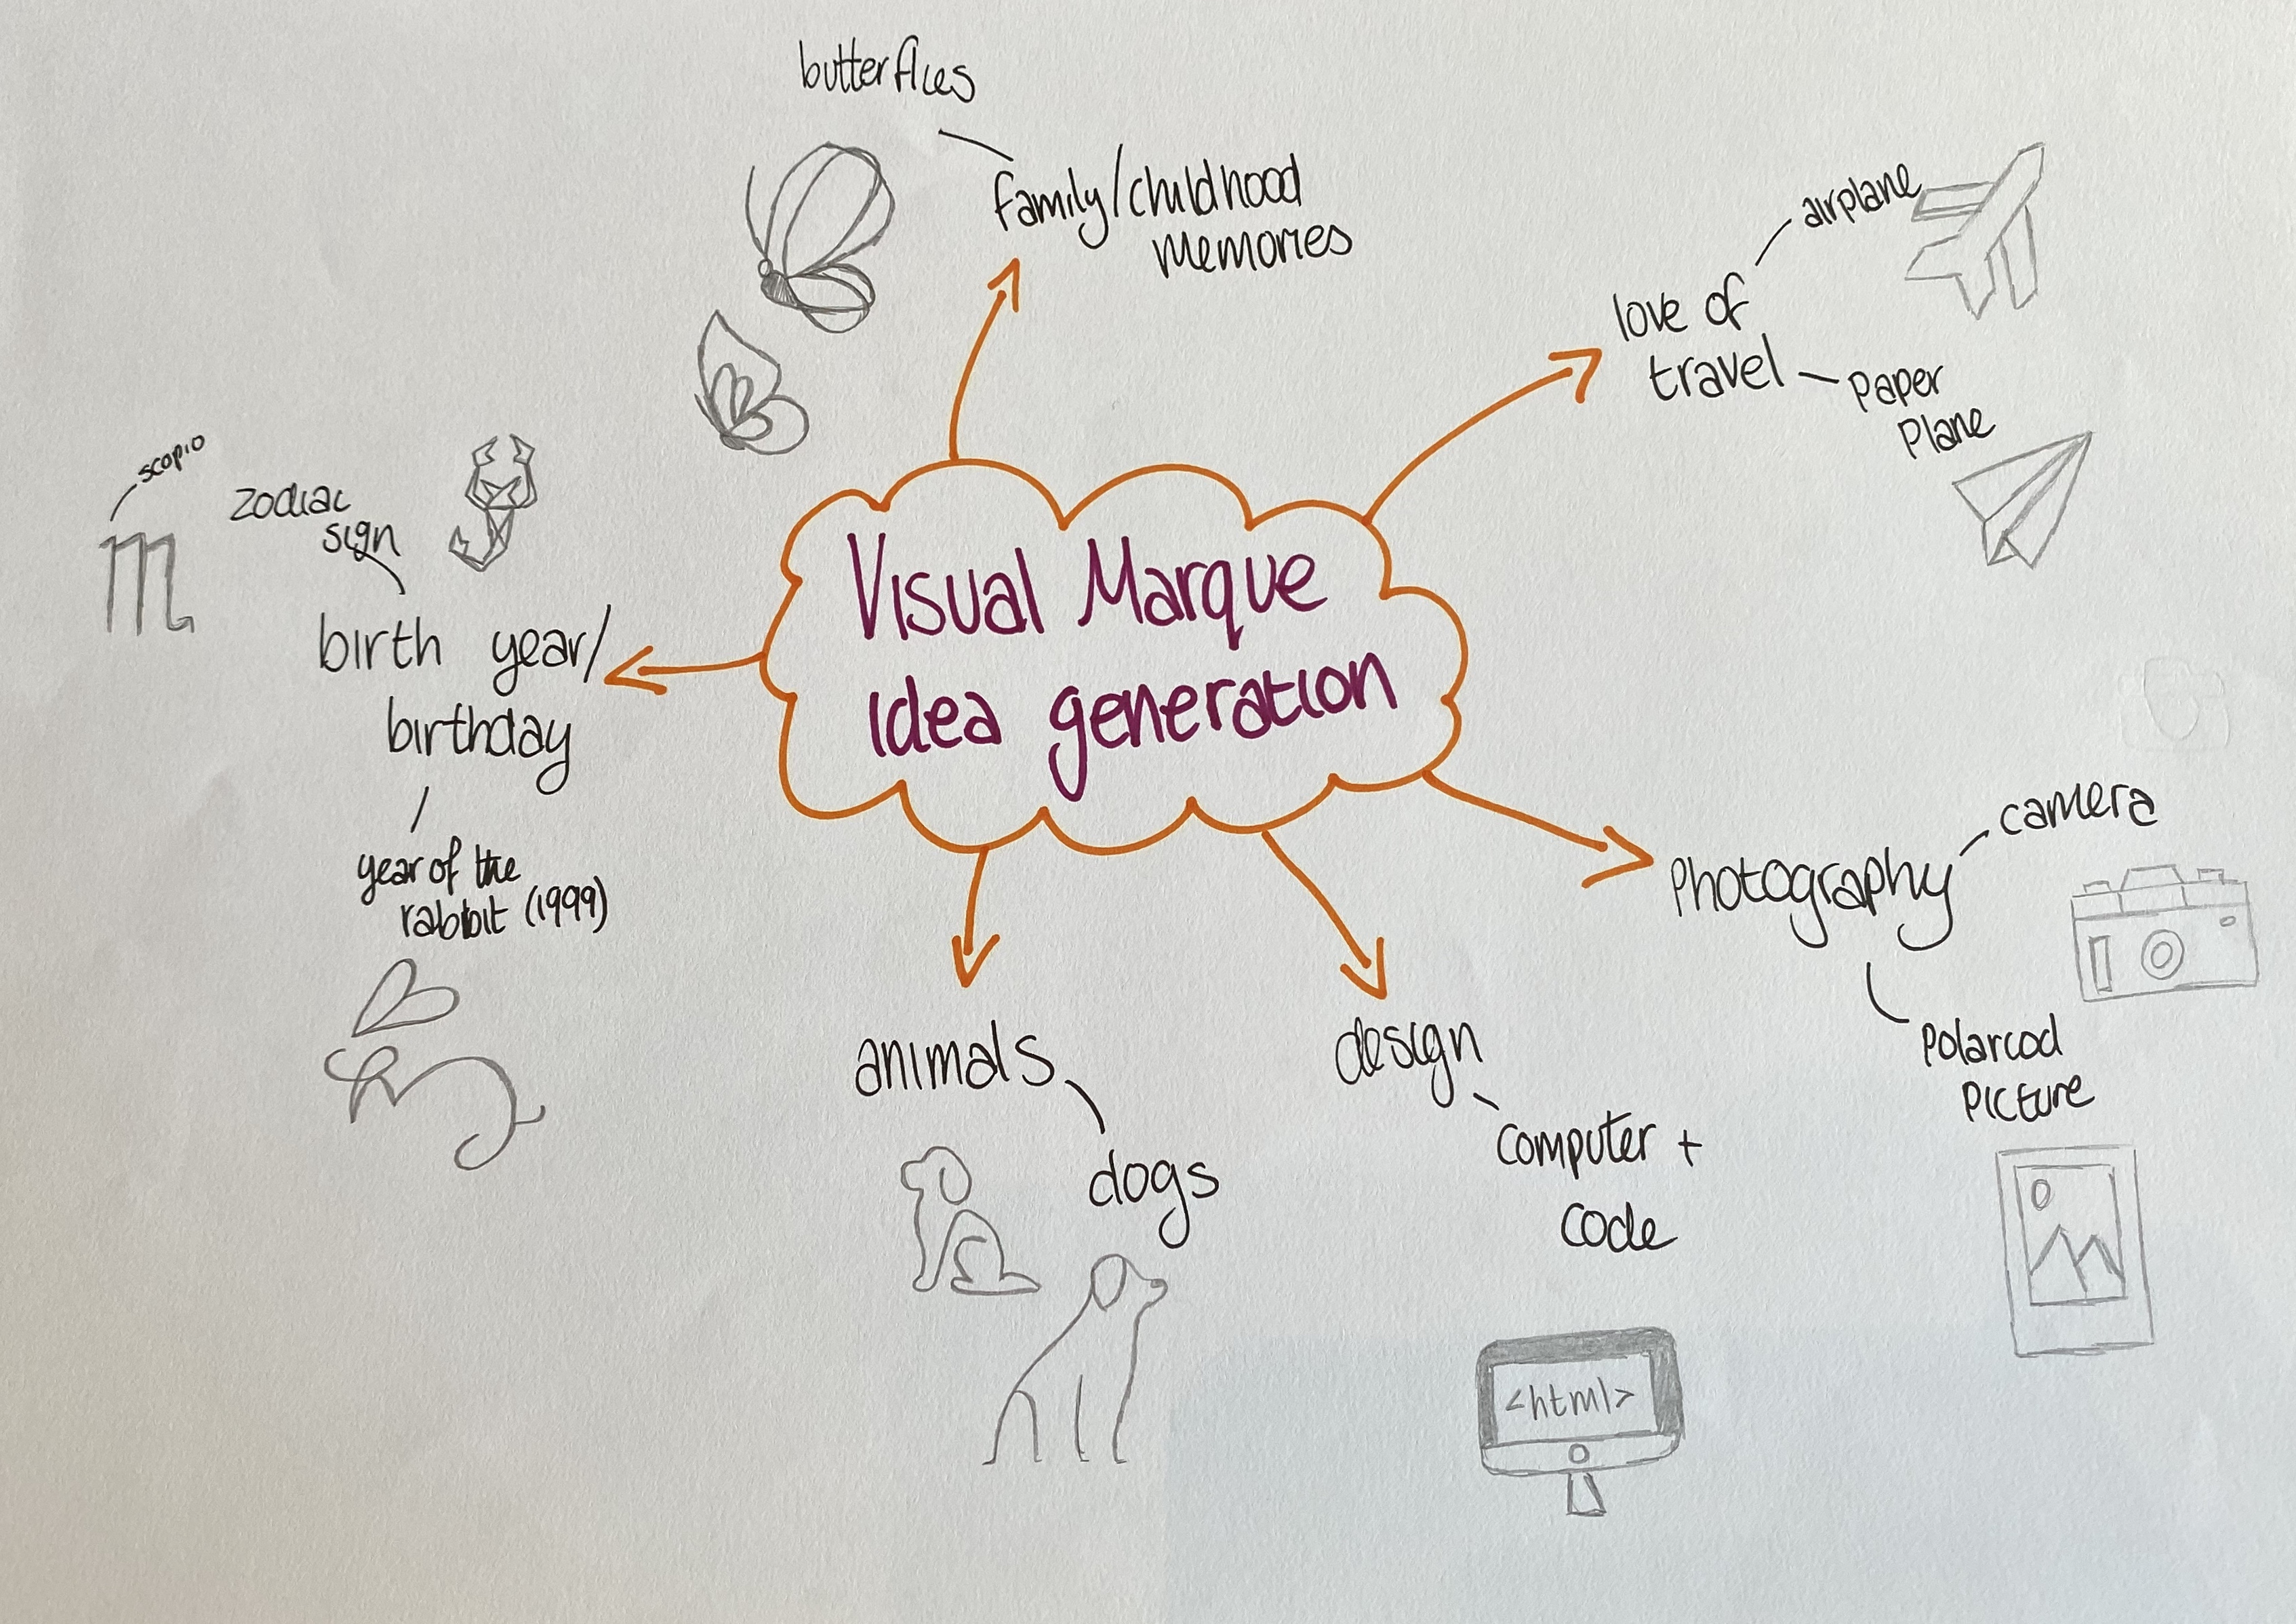 Visual Marque
idea generation
butterflies
family/childhood
memories
love of
travel
airplane
paper
plane
Photography
camera
Polaroid
picture
design
computer +
code
<html>
animals
dogs
birth year/
birthday
zodiac
sign
scopio
year of the
rabbit (1999)